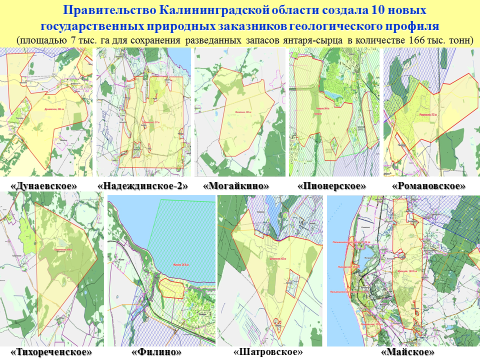 Правительство Калининградской области создала 10 новых
государственных природных заказников геологического профиля
(площадью 7 тыс. га для сохранения разведанных запасов янтаря-сырца в количестве 166 тыс. тонн)
«Дунаевское» «Надеждинское-2» «Могайкино» «Пионерское» «Романовское»
«Тихореченское» «Филино» «Шатровское» «Майское»